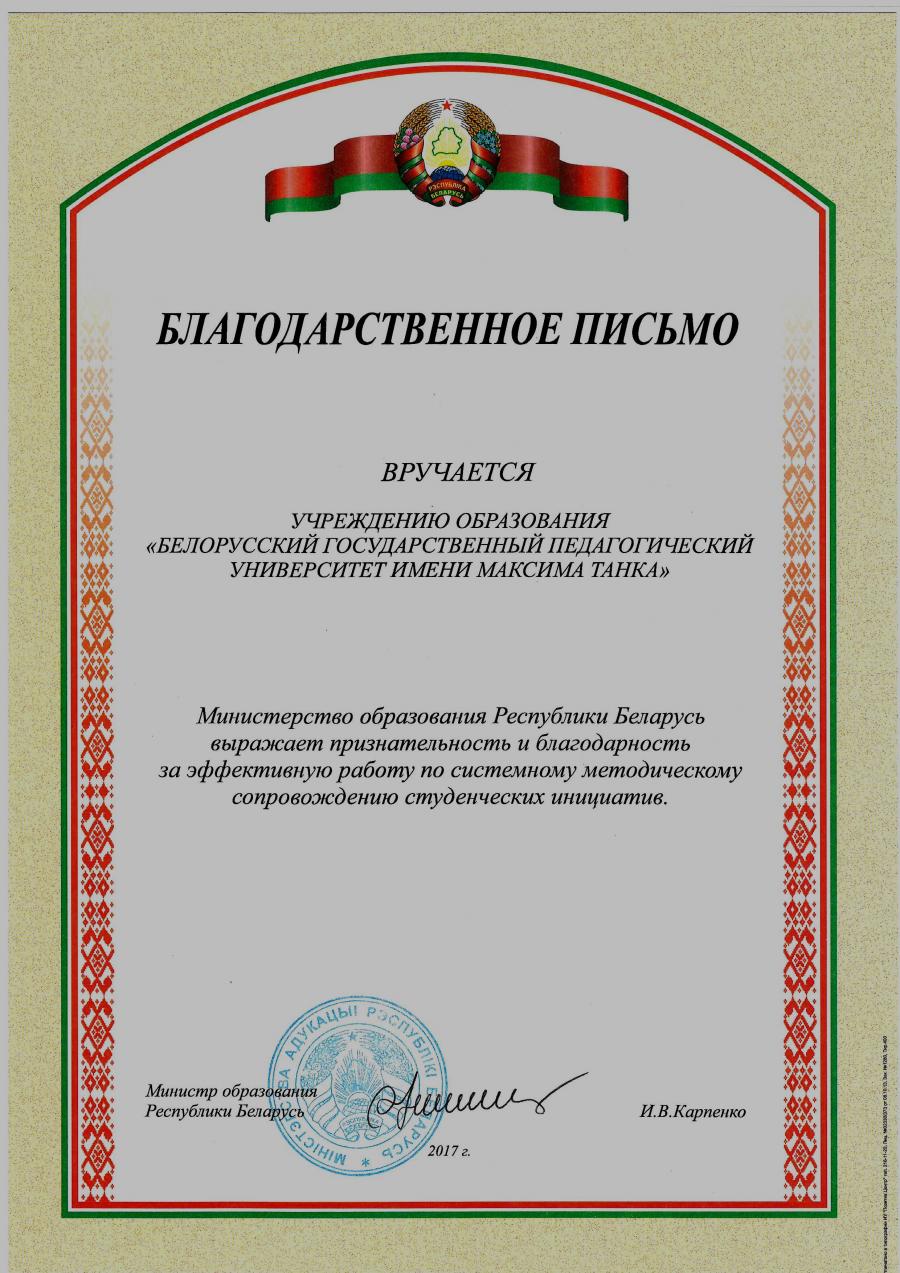 РЭСПУБЛІКА
БЕЛАРУСЬ
БЛАГОДАРСТВЕННОЕ ПИСЬМО
ВРУЧАЕТСЯ
УЧРЕЖДЕНИЮ ОБРАЗОВАНИЯ
«БЕЛОРУССКИЙ ГОСУДАРСТВЕННЫЙ ПЕДАГОГИЧЕСКИЙ
УНИВЕРСИТЕТ ИМЕНИ МАКСИМА ТАНКА»
Министерство образования Республики Беларусь
выражает признательность и благодарность
за эффективную работу по системному методическому
сопровождению студенческих инициатив.
МІНІСТЭРСТВА АДУКАЦЫІ РЭСПУБЛІКІ БЕЛАРУСЬ
Министр образования
Республики Беларусь
И.В.Карпенко
2017 г.